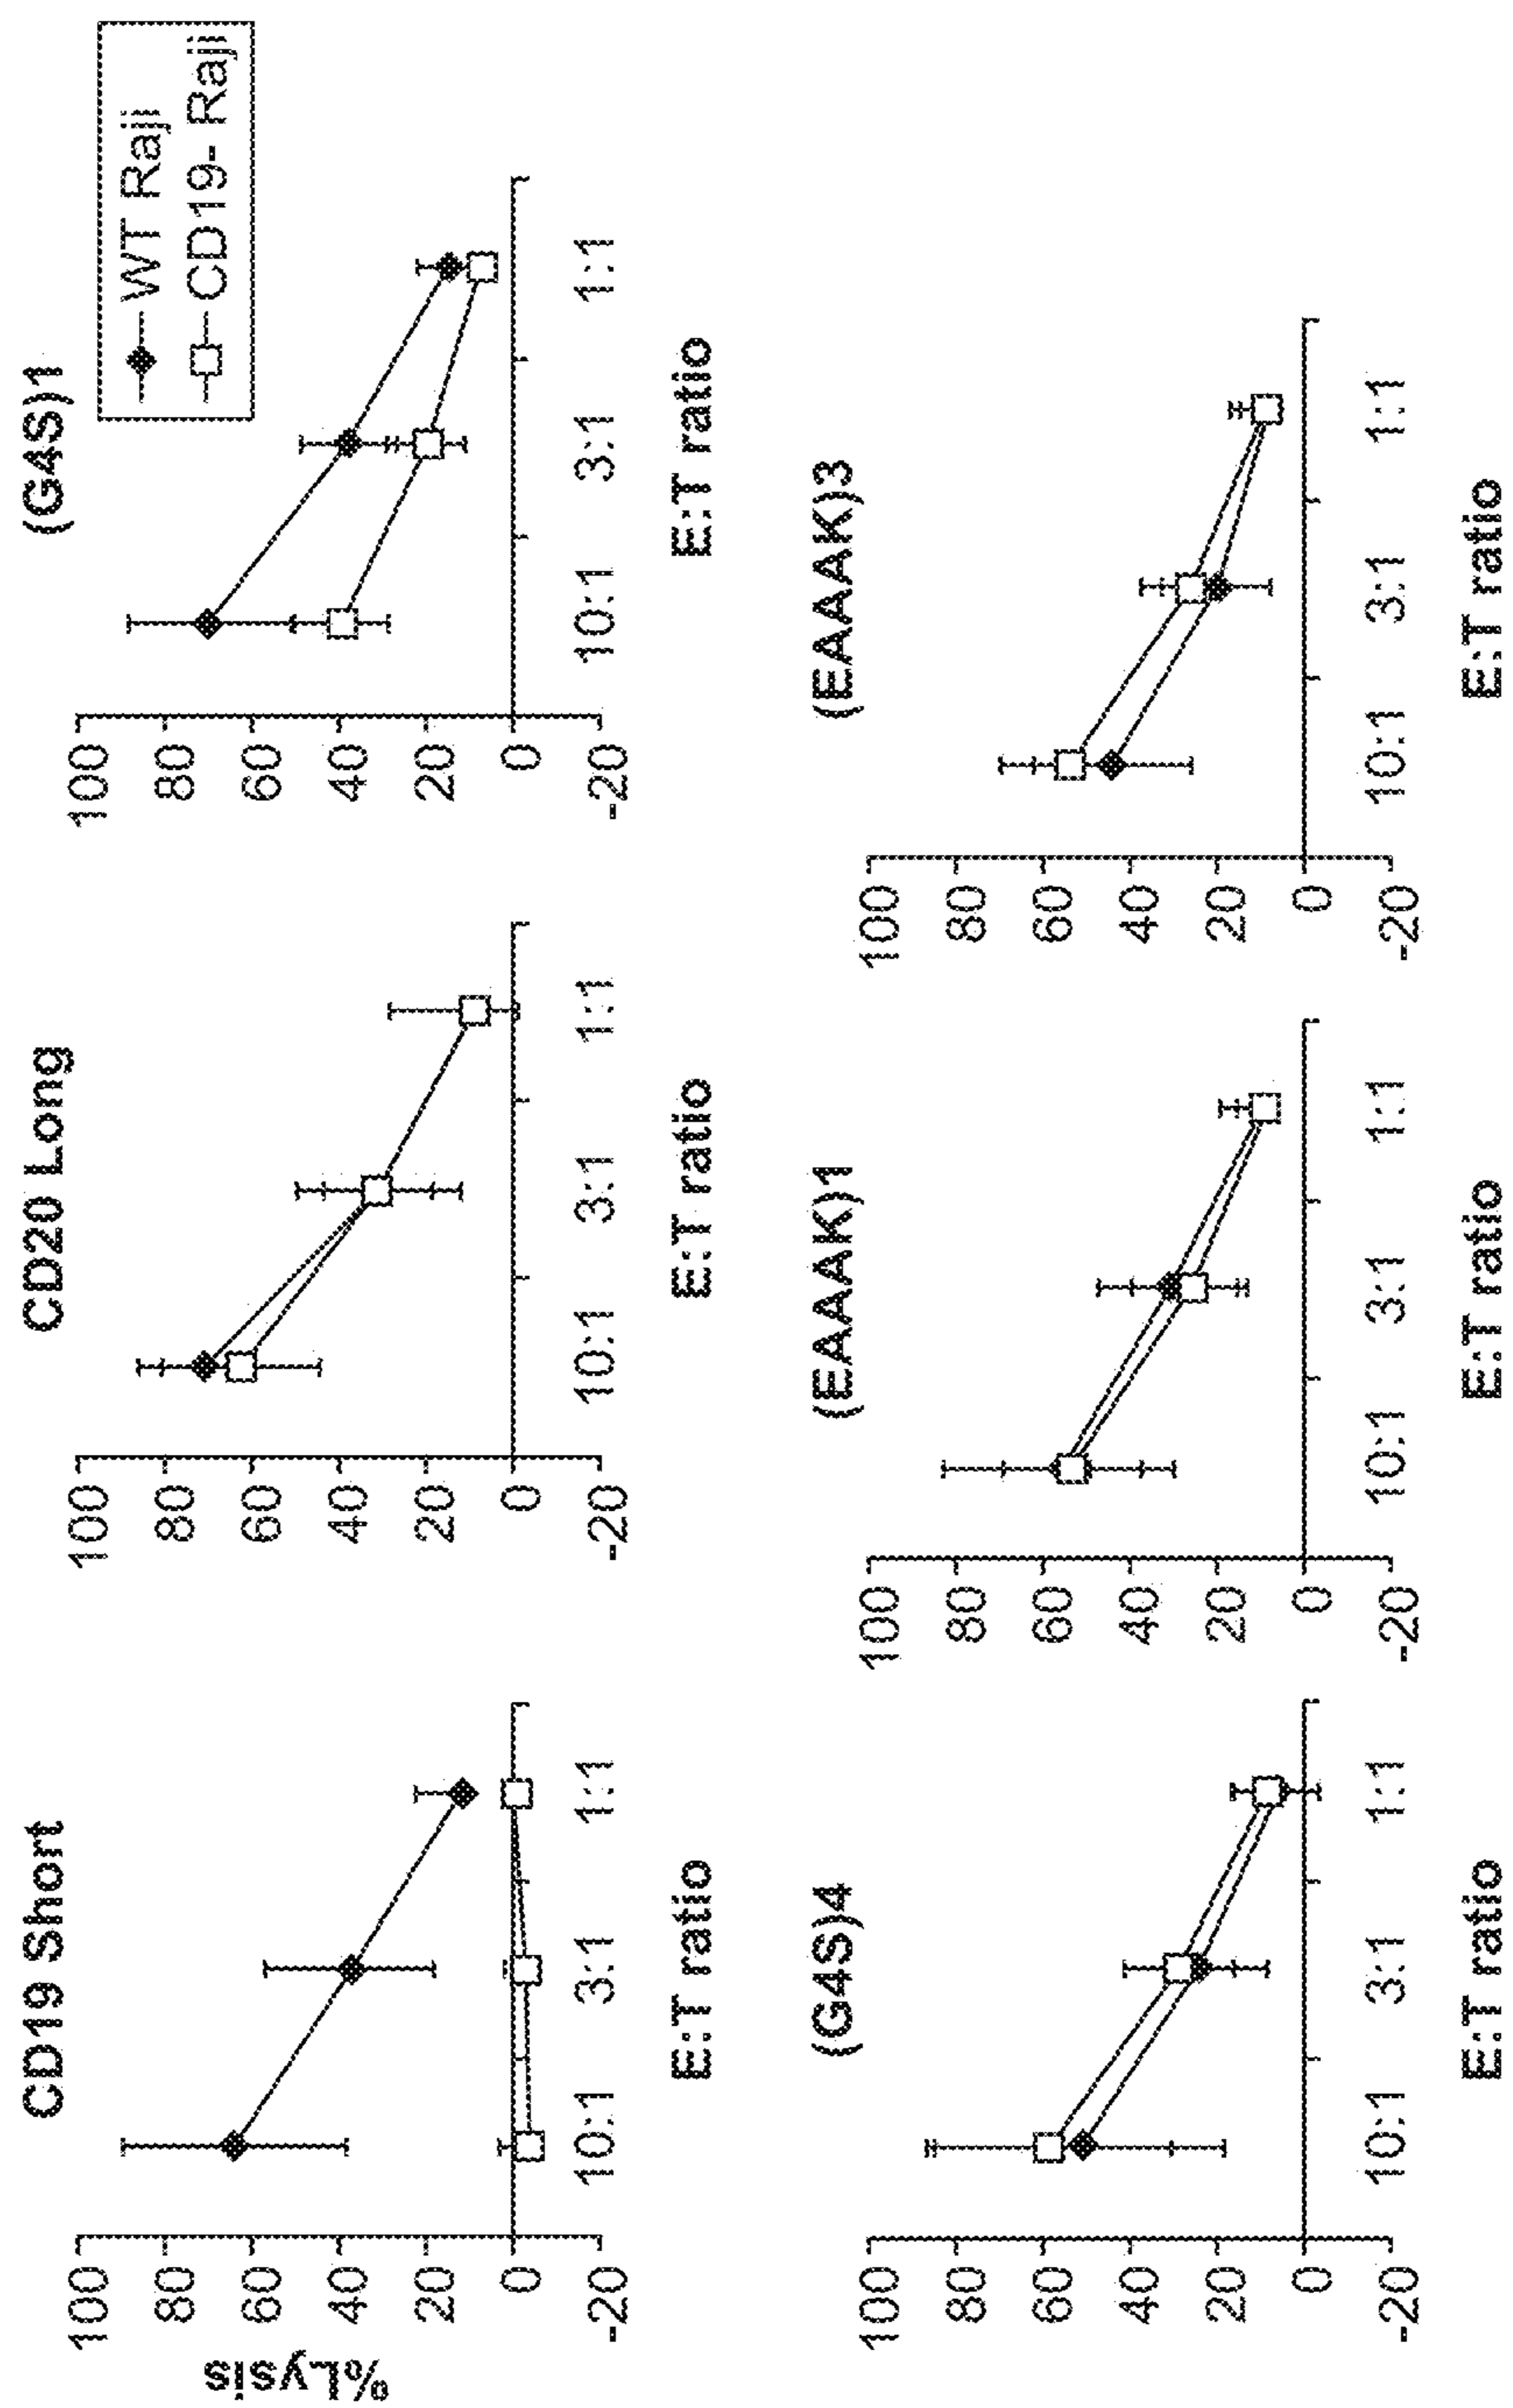 CD19 Short
%Lysis
100
80
60
40
20
0
-20
10:1 3:1 1:1
E:T ratio
CD20 Long
100
80
60
40
20
0
-20
10:1 3:1 1:1
E:T ratio
(G4S)1
WT Raji
CD19- Raji
100
80
60
40
20
0
-20
10:1 3:1 1:1
E:T ratio
(G4S)4
100
80
60
40
20
0
-20
10:1 3:1 1:1
E:T ratio
(EAAAK)1
100
80
60
40
20
0
-20
10:1 3:1 1:1
E:T ratio
(EAAAK)3
100
80
60
40
20
0
-20
10:1 3:1 1:1
E:T ratio